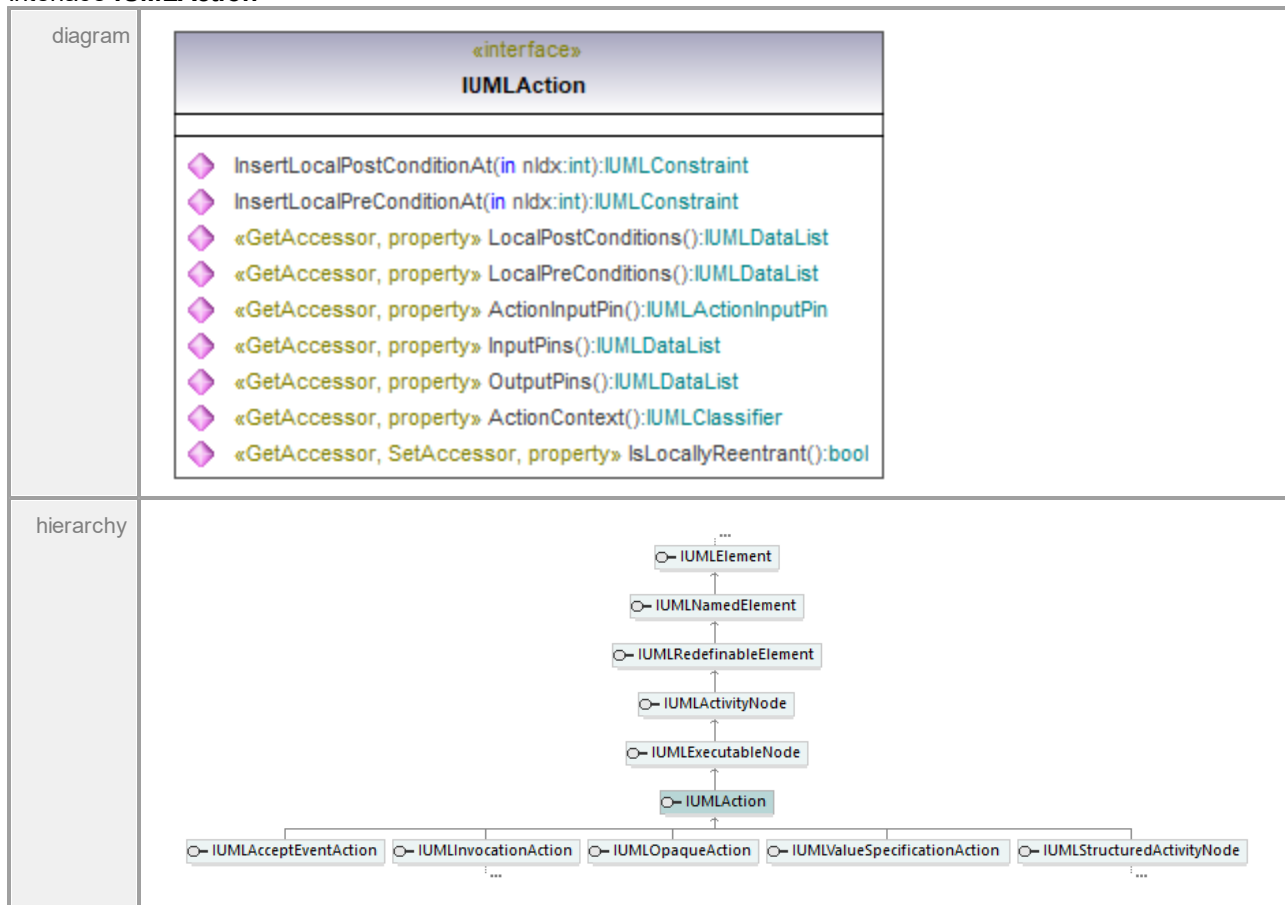 interface IUMLAction
diagram
«interface»
IUMLAction
InsertLocalPostConditionAt(in nIdx:int):IUMLConstraint
InsertLocalPreConditionAt(in nIdx:int):IUMLConstraint
«GetAccessor, property» LocalPostConditions():IUMLDataList
«GetAccessor, property» LocalPreConditions():IUMLDataList
«GetAccessor, property» ActionInputPin():IUMLActionInputPin
«GetAccessor, property» InputPins():IUMLDataList
«GetAccessor, property» OutputPins():IUMLDataList
«GetAccessor, property» ActionContext():IUMLClassifier
«GetAccessor, SetAccessor, property» IsLocallyReentrant():bool
hierarchy
...
IUMLElement
IUMLNamedElement
IUMLRedefinableElement
IUMLActivityNode
IUMLExecutableNode
IUMLAction
IUMLAcceptEventAction IUMLInvocationAction IUMLOpaqueAction IUMLValueSpecificationAction IUMLStructuredActivityNode
... ...